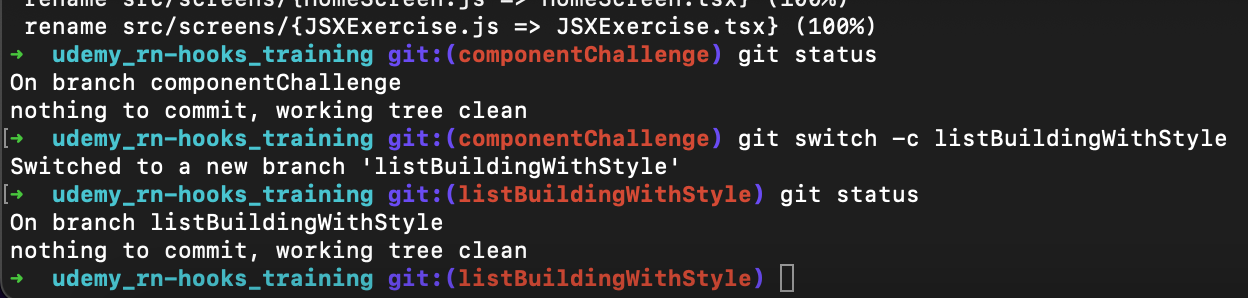 rename src/screens/{HomeScreen.js => HomeScreen.tsx} (100%)
rename src/screens/{JSXExercise.js => JSXExercise.tsx} (100%)
➜  udemy_rn-hooks_training git:(componentChallenge) git status
On branch componentChallenge
nothing to commit, working tree clean
[➜  udemy_rn-hooks_training git:(componentChallenge) git switch -c listBuildingWithStyle
Switched to a new branch 'listBuildingWithStyle'
[➜  udemy_rn-hooks_training git:(listBuildingWithStyle) git status
On branch listBuildingWithStyle
nothing to commit, working tree clean
➜  udemy_rn-hooks_training git:(listBuildingWithStyle)